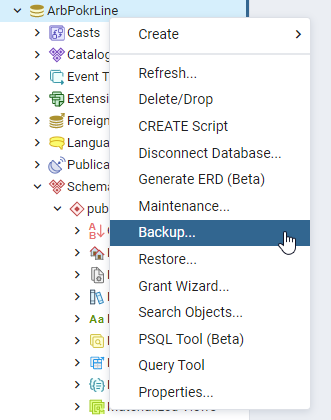 ArbPokrLine
Casts
Catalog
Event T
Extensi
Foreign
Langua
Publica
Schema
pub
Aa
Create
Refresh...
Delete/Drop
CREATE Script
Disconnect Database...
Generate ERD (Beta)
Maintenance...
Backup...
Restore...
Grant Wizard...
Search Objects...
PSQL Tool (Beta)
Query Tool
Properties...